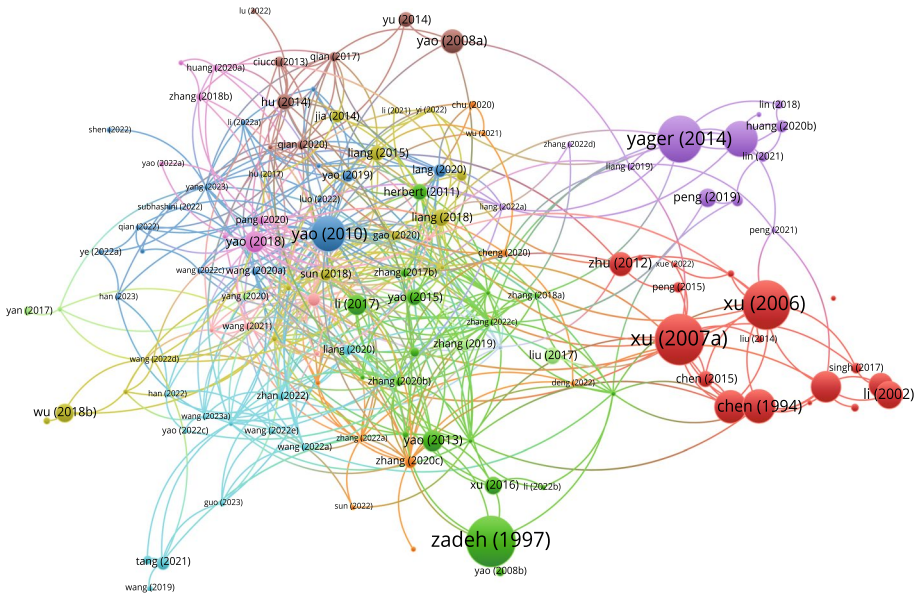 lu (2022)
yu (2014)
yao (2008a)
ciucci (2013)
qian (2017)
huang (2020a)
zhang (2018b)
hu (2014)
jia (2014)
li (2021)
yi (2022)
chu (2020)
lin (2018)
shen (2022)
li (2022a)
wu (2021)
huang (2020b)
yager (2014)
qian (2020)
liang (2015)
zhang (2022d)
lin (2021)
yao (2022a)
hu (2017)
yao (2019)
lang (2020)
liang (2019)
yang (2023)
herbert (2011)
luo (2022)
peng (2019)
subhashini (2022)
liang (2022a)
pang (2020)
liang (2018)
qian (2022)
yao (2010)
gao (2020)
peng (2021)
yao (2018)
ye (2022a)
cheng (2020)
zhu (2012)
xue (2022)
wang (2022c)
wang (2020a)
sun (2018)
zhang (2017b)
peng (2015)
han (2023)
yang (2020)
li (2017)
yao (2015)
zhang (2018a)
xu (2006)
yan (2017)
wang (2021)
zhang (2022c)
xu (2007a)
liu (2014)
zhang (2019)
liang (2020)
liu (2017)
wang (2022d)
singh (2017)
zhang (2020b)
deng (2022)
chen (2015)
han (2022)
zhan (2022)
li (2002)
wu (2018b)
chen (1994)
wang (2023a)
yao (2022c)
wang (2022e)
zhang (2022a)
yao (2013)
wang (2022a)
zhang (2020c)
xu (2016)
li (2022b)
guo (2023)
sun (2022)
zadeh (1997)
tang (2021)
yao (2008b)
wang (2019)